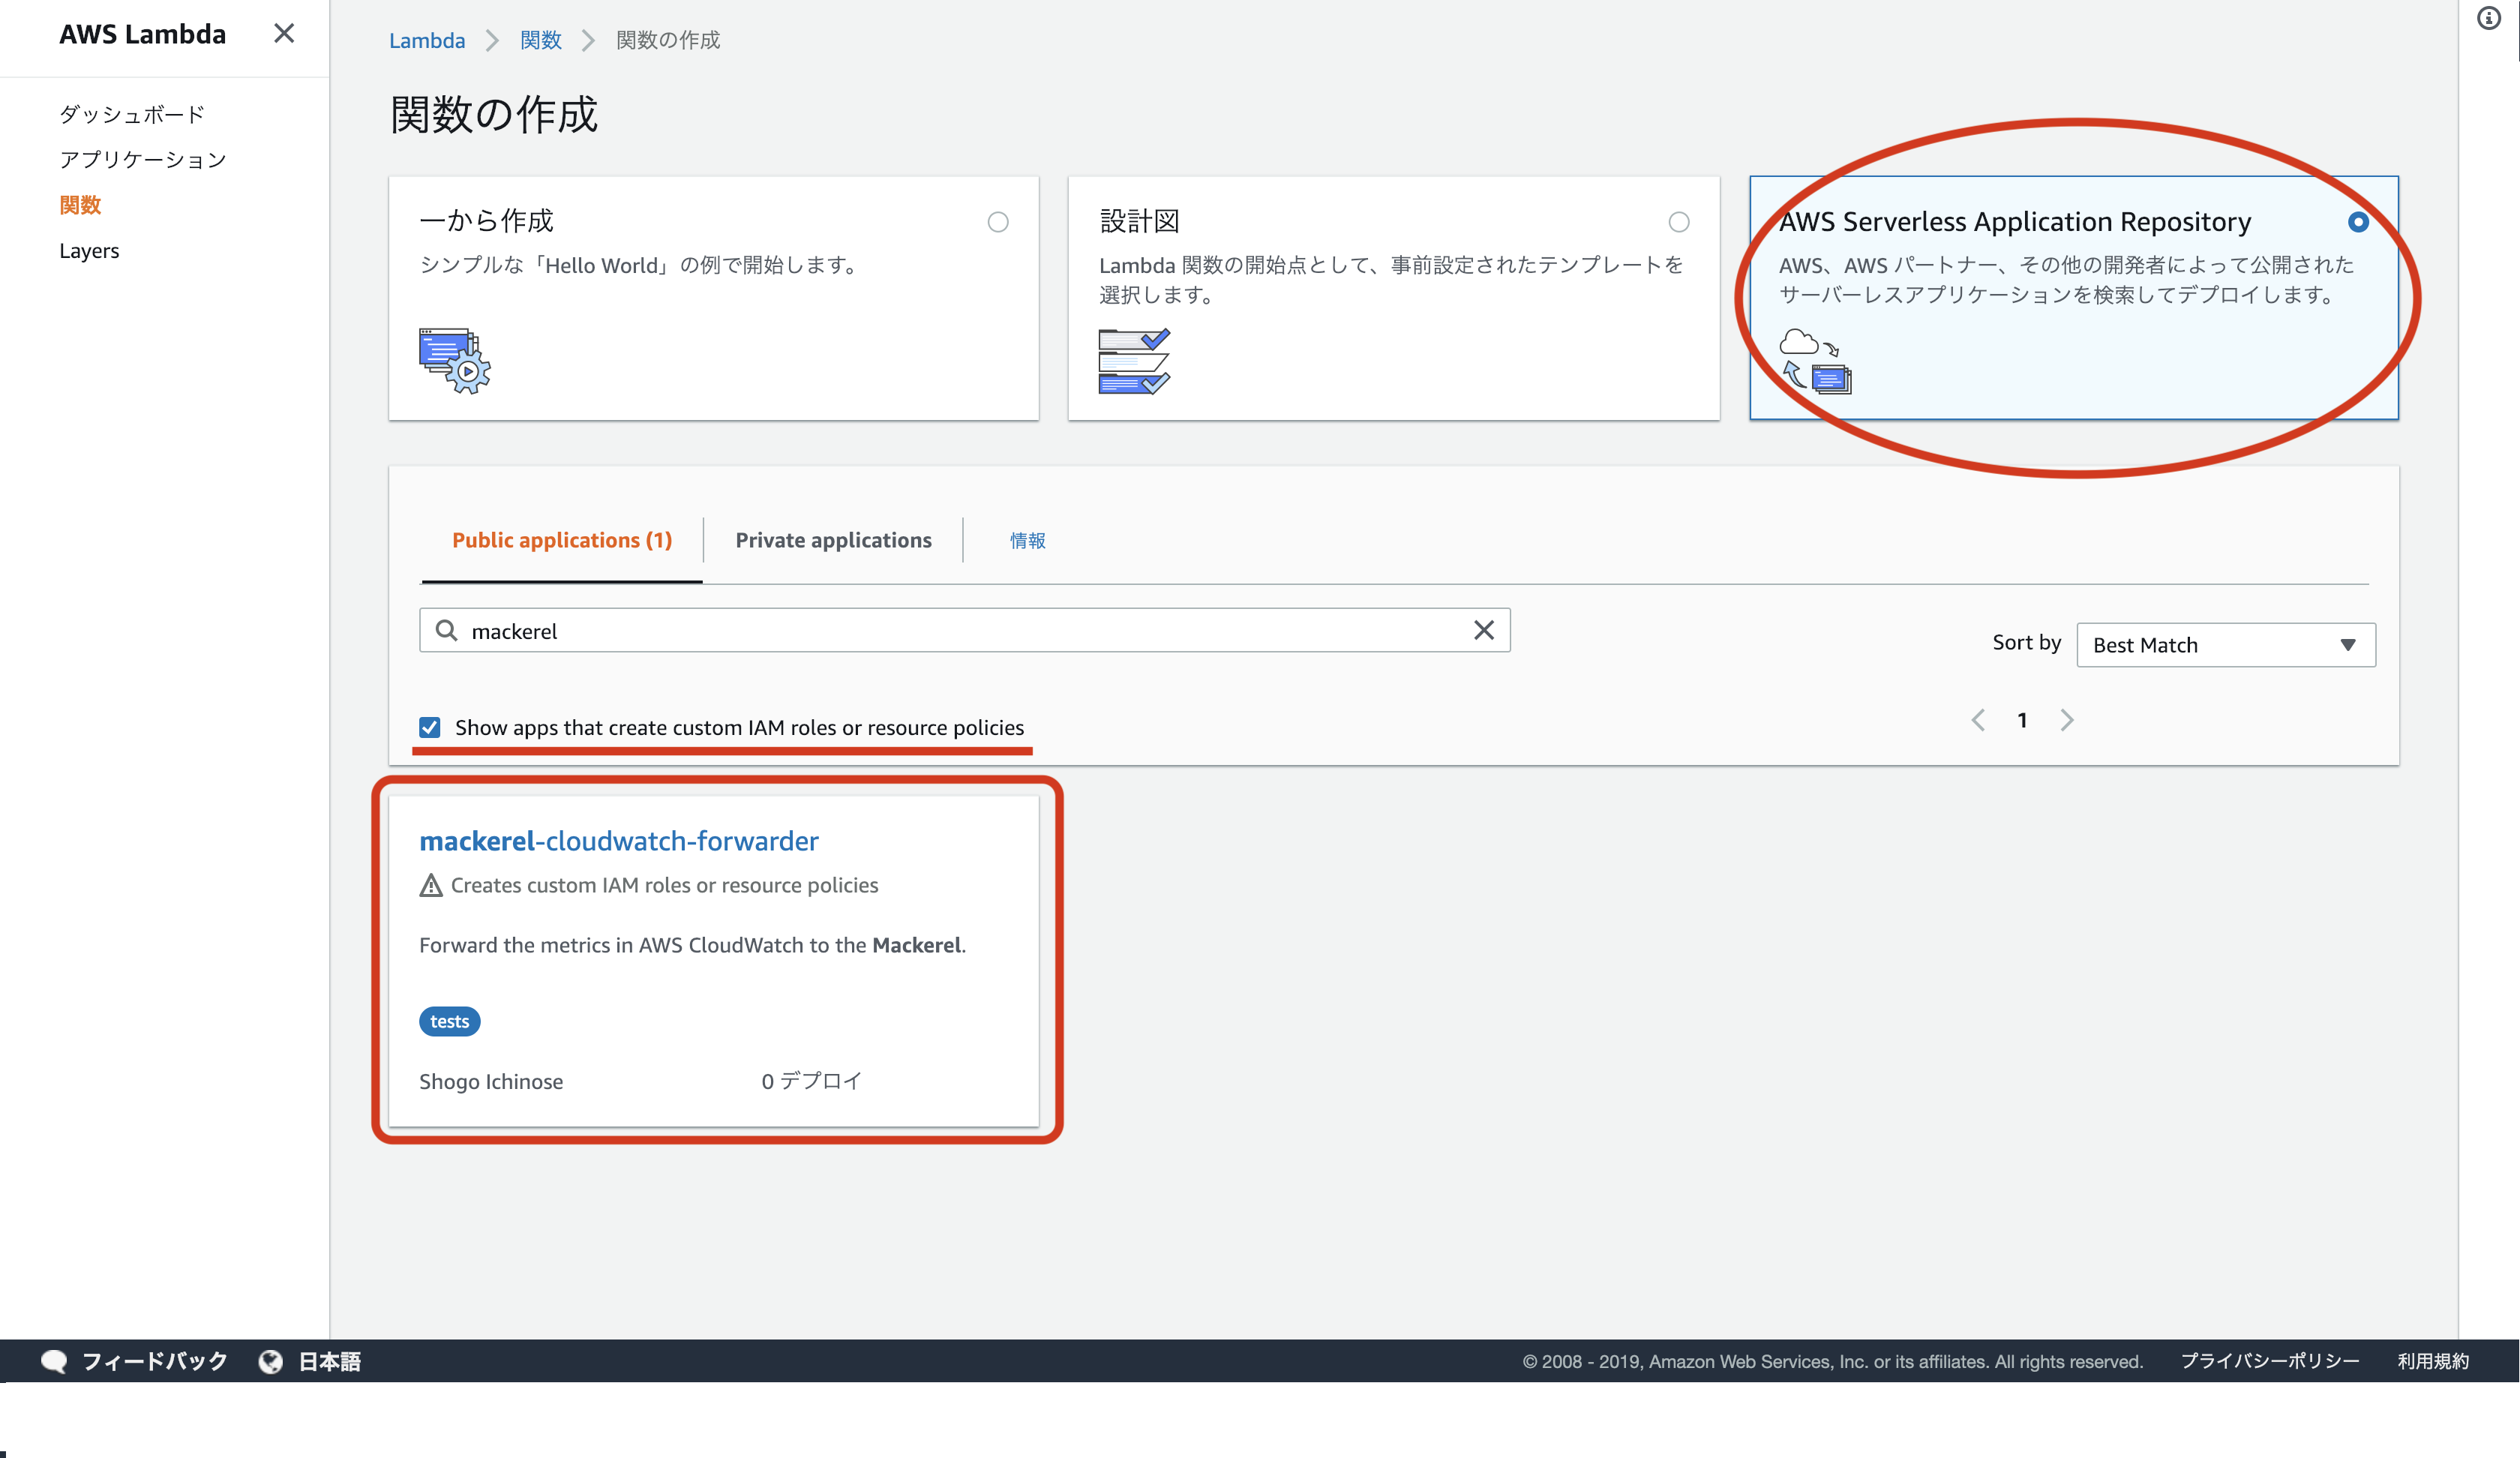 AWS Lambda
ダッシュボード
アプリケーション
関数
Layers
Lambda 関数 関数の作成
関数の作成
一から作成
シンプルな「Hello World」の例で開始します。
設計図
Lambda 関数の開始点として、事前設定されたテンプレートを
選択します。
AWS Serverless Application Repository
AWS、AWS パートナー、その他の開発者によって公開された
サーバーレスアプリケーションを検索してデプロイします。
Public applications (1) Private applications 情報
mackerel
Sort by Best Match
Show apps that create custom IAM roles or resource policies
1
mackerel-cloudwatch-forwarder
Creates custom IAM roles or resource policies
Forward the metrics in AWS CloudWatch to the Mackerel.
tests
Shogo Ichinose 0 デプロイ
フィードバック 日本語 © 2008 - 2019, Amazon Web Services, Inc. or its affiliates. All rights reserved. プライバシーポリシー 利用規約